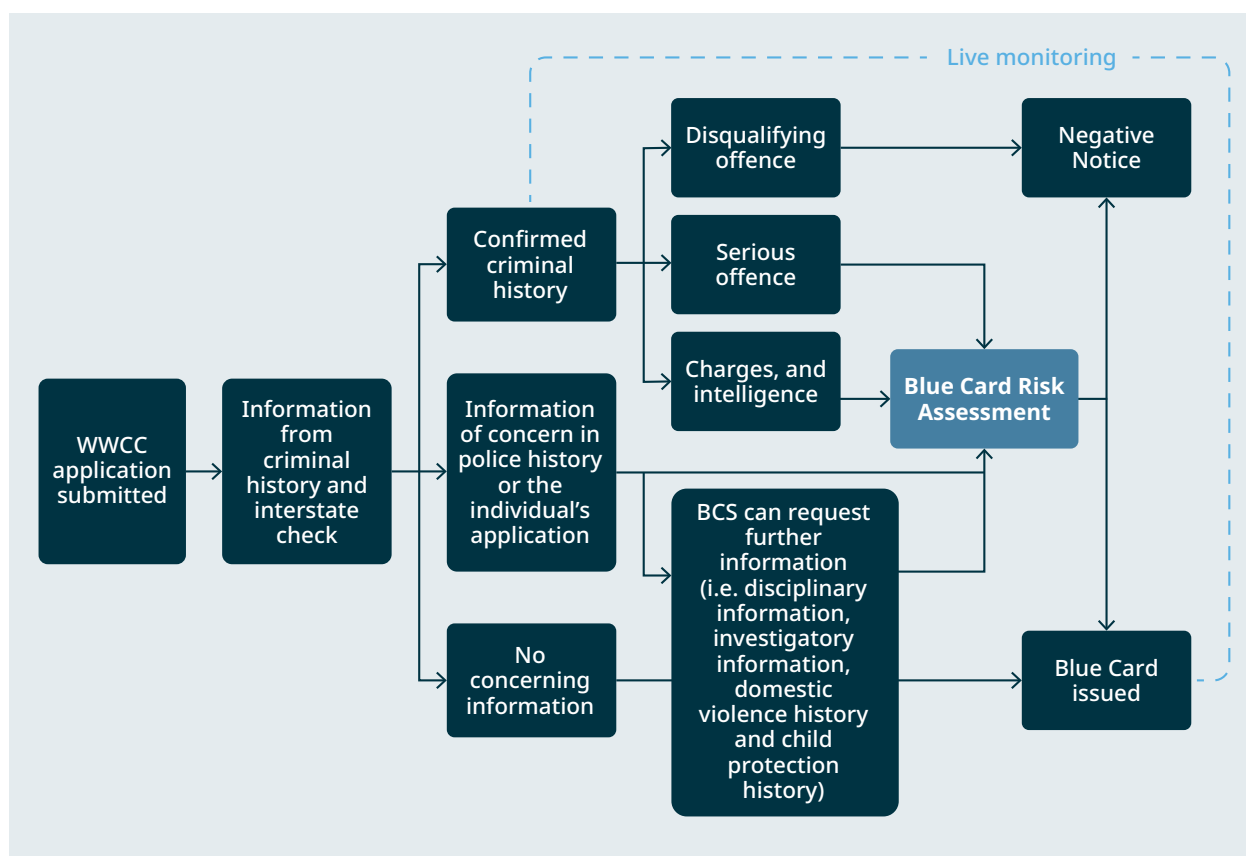 Live monitoring
Disqualifying
offence
Negative
Notice
Confirmed
criminal
history
Serious
offence
Charges, and
intelligence
Blue Card Risk
Assessment
WWCC
application
submitted
Information
from
criminal
history and
interstate
check
Information
of concern in
police history
or the
individual’s
application
BCS can request
further
information
(i.e. disciplinary
information,
investigatory
information,
domestic
violence history
and child
protection
history)
No
concerning
information
Blue Card
issued